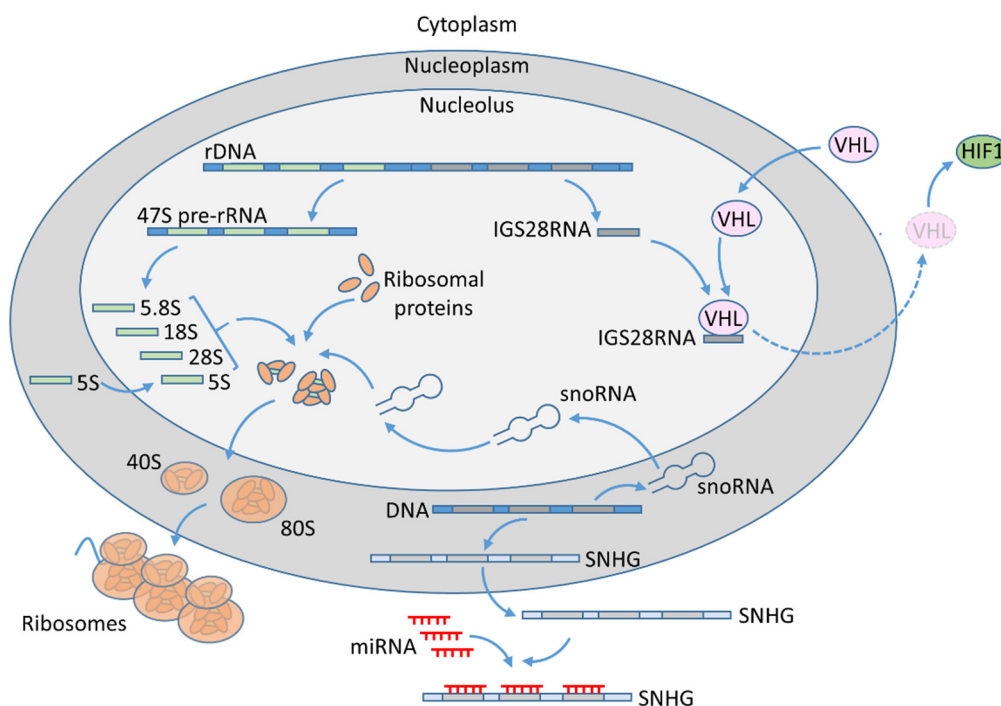 Cytoplasm
Nucleoplasm
Nucleolus
rDNA
VHL
HIF1
47S pre-rRNA
IGS28RNA
VHL
VHL
Ribosomal
proteins
5.8S
18S
28S
5S
5S
VHL
IGS28RNA
snoRNA
40S
80S
snoRNA
DNA
SNHG
Ribosomes
SNHG
miRNA
SNHG